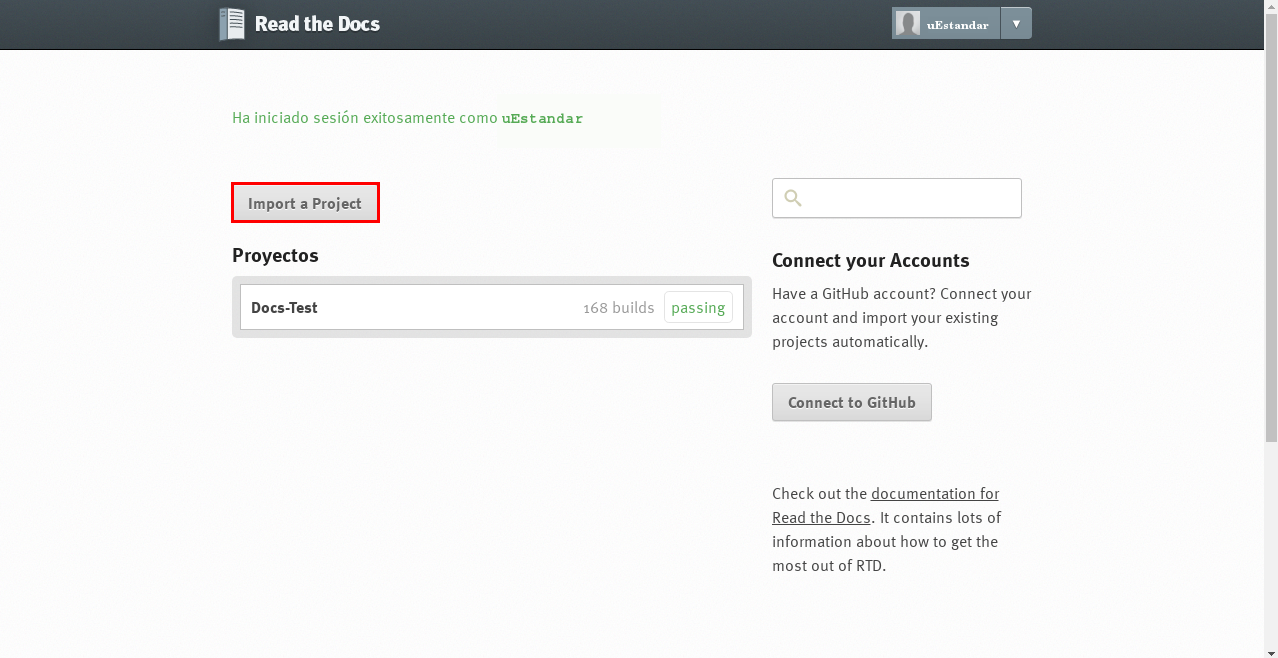 Read the Docs
uEstandar
▼
Ha iniciado sesión exitosamente como uEstandar
Import a Project
Proyectos
Docs-Test
168 builds
passing
Connect your Accounts
Have a GitHub account? Connect your
account and import your existing
projects automatically.
Connect to GitHub
Check out the documentation for
Read the Docs. It contains lots of
information about how to get the
most out of RTD.